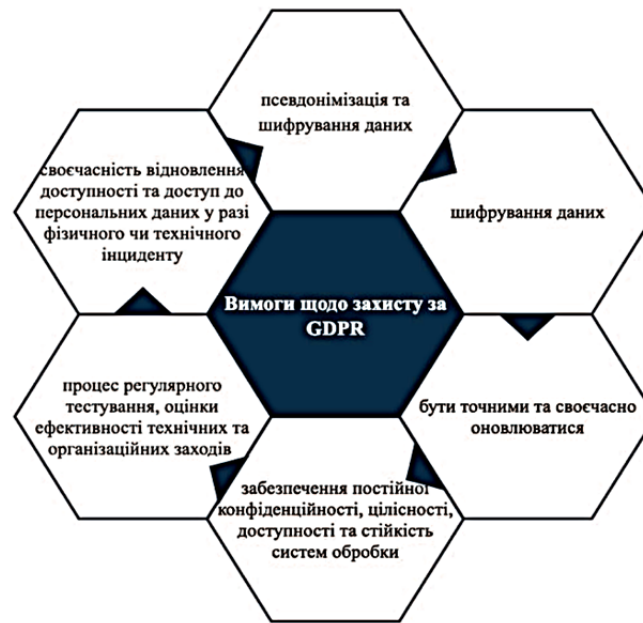 псевдонімізація та
шифрування даних
шифрування даних
бути точними та своєчасно
оновлюватися
забезпечення постійної
конфіденційності, цілісності,
доступності та стійкість
систем обробки
процес регулярного
тестування, оцінки
ефективності технічних та
організаційних заходів
своєчасність відновлення
доступності та доступ до
персональних даних у разі
фізичного чи технічного
інциденту
Вимоги щодо захисту за
GDPR